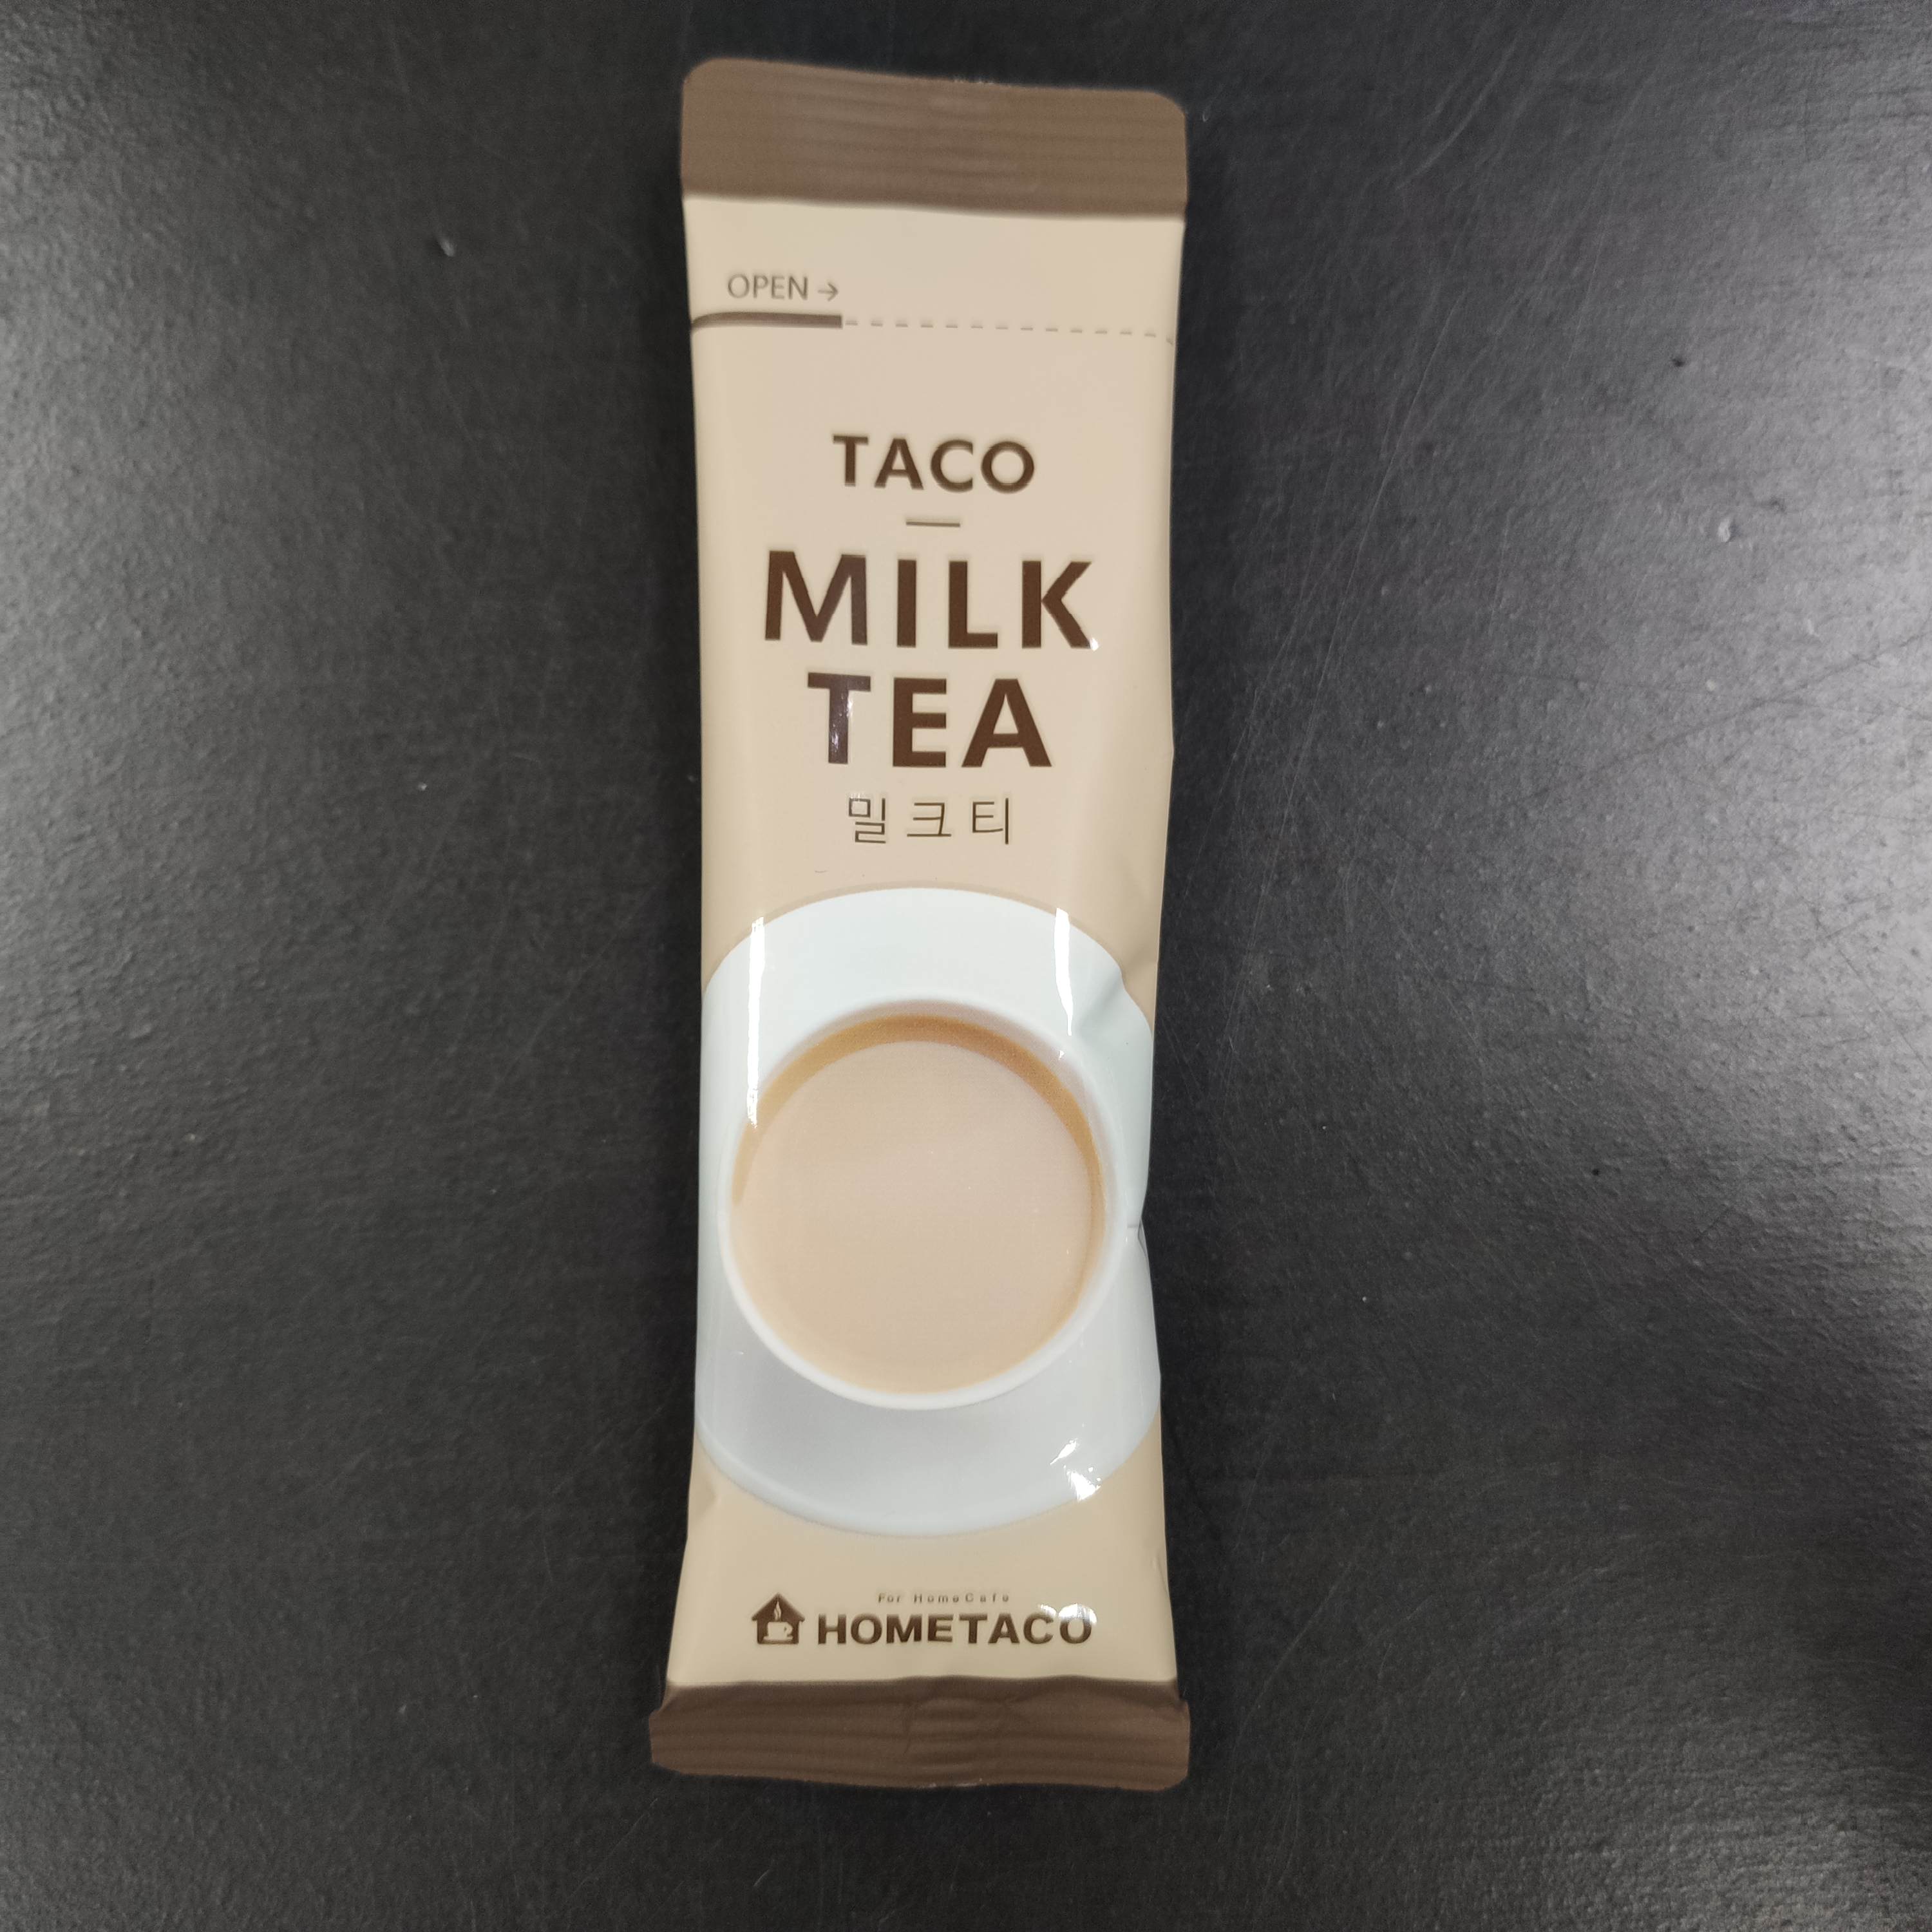 OPEN →
TACO
MILK
TEA
밀크티
For HomeCafe
HOMETACO